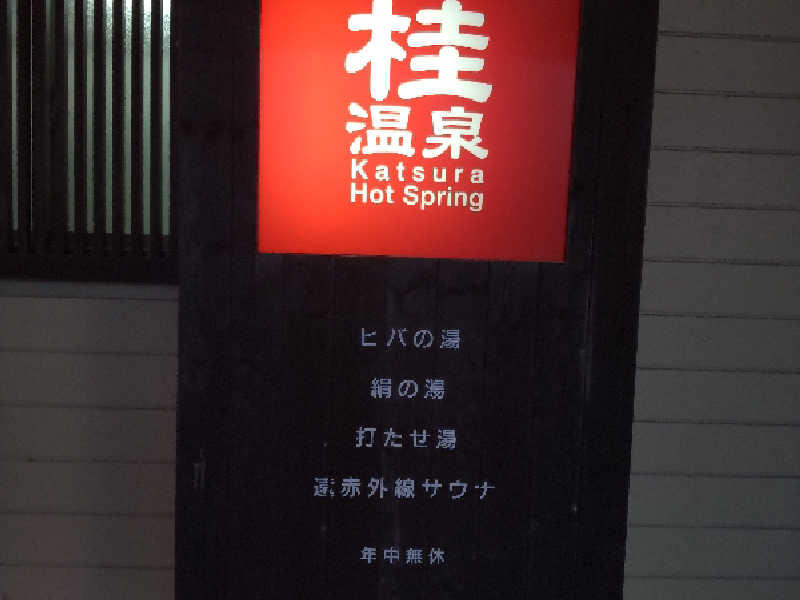 桂
温泉
Katsura
Hot Spring
ヒバの湯
絹の湯
打たせ湯
遠赤外線サウナ
年中無休